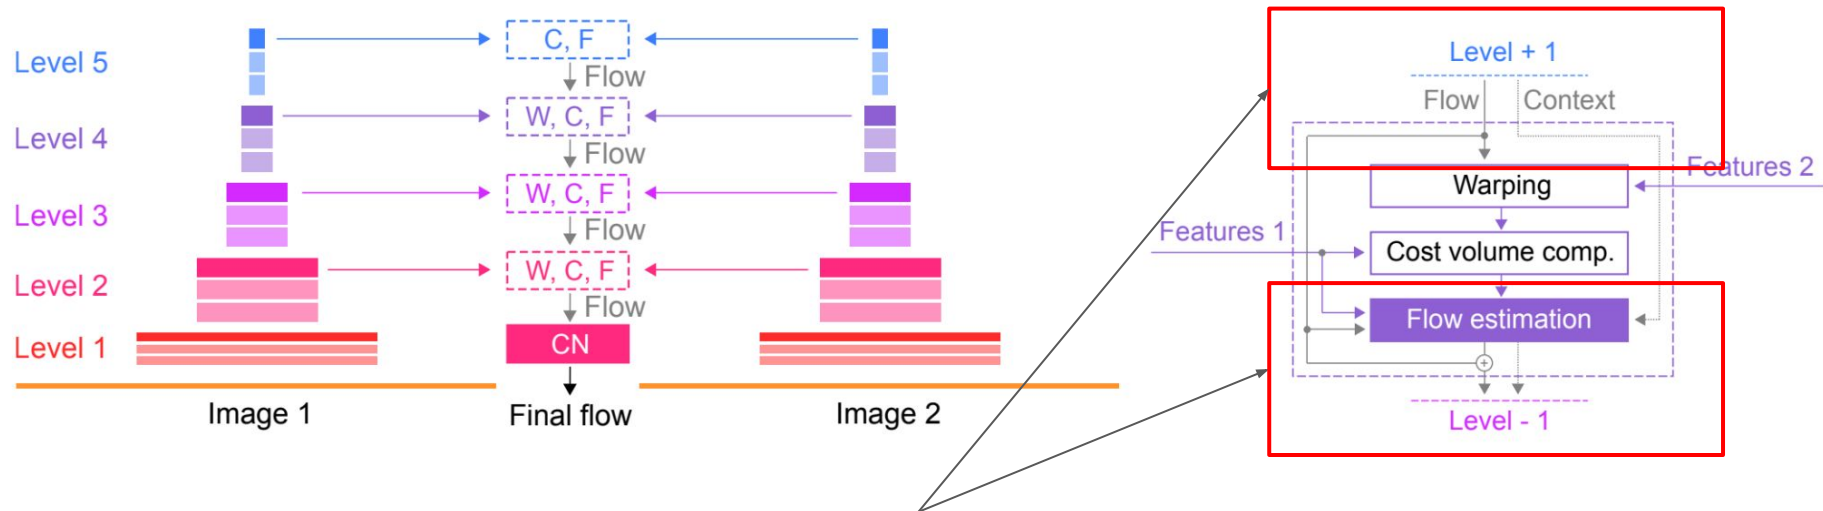 Level 5
C, F
Flow
Level 4
W, C, F
Flow
Level 3
W, C, F
Flow
Level 2
W, C, F
Flow
Level 1
CN
Image 1
Final flow
Image 2
Level + 1
Flow
Context
Features 2
Warping
Features 1
Cost volume comp.
Flow estimation
+
Level - 1